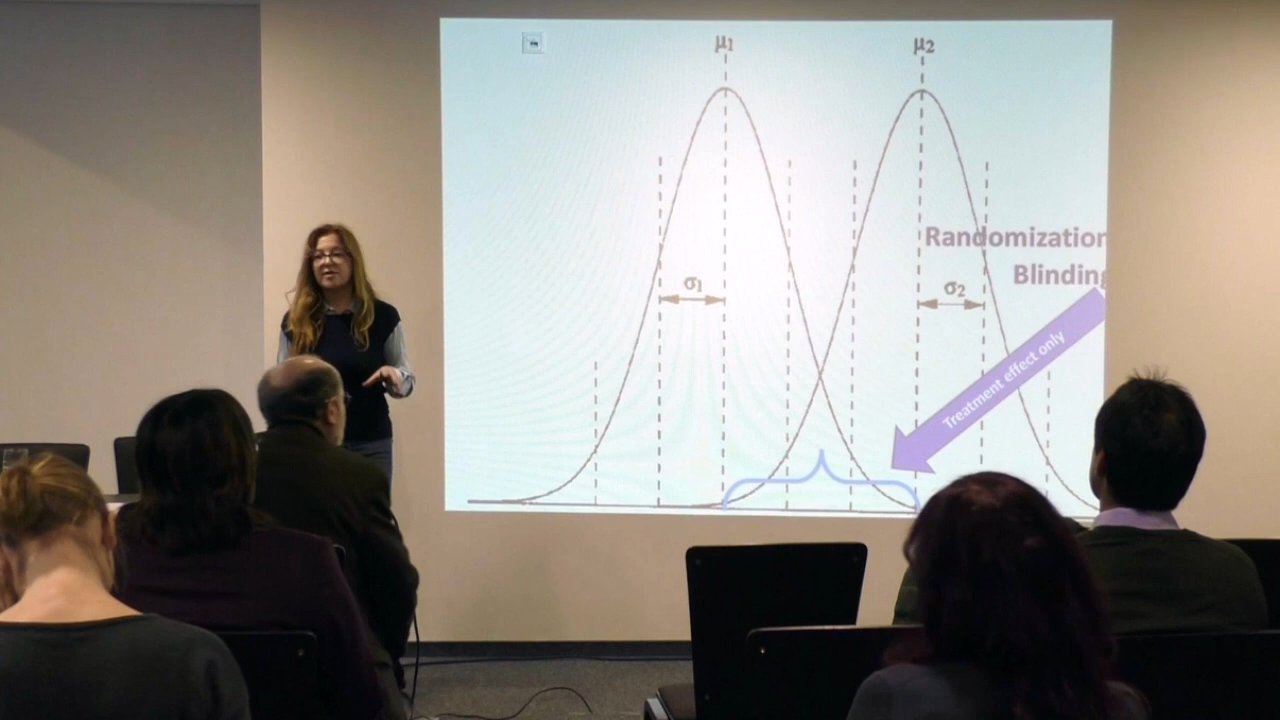 μ₁ μ₂
Randomization
Blinding
σ₁ σ₂
Treatment effect only